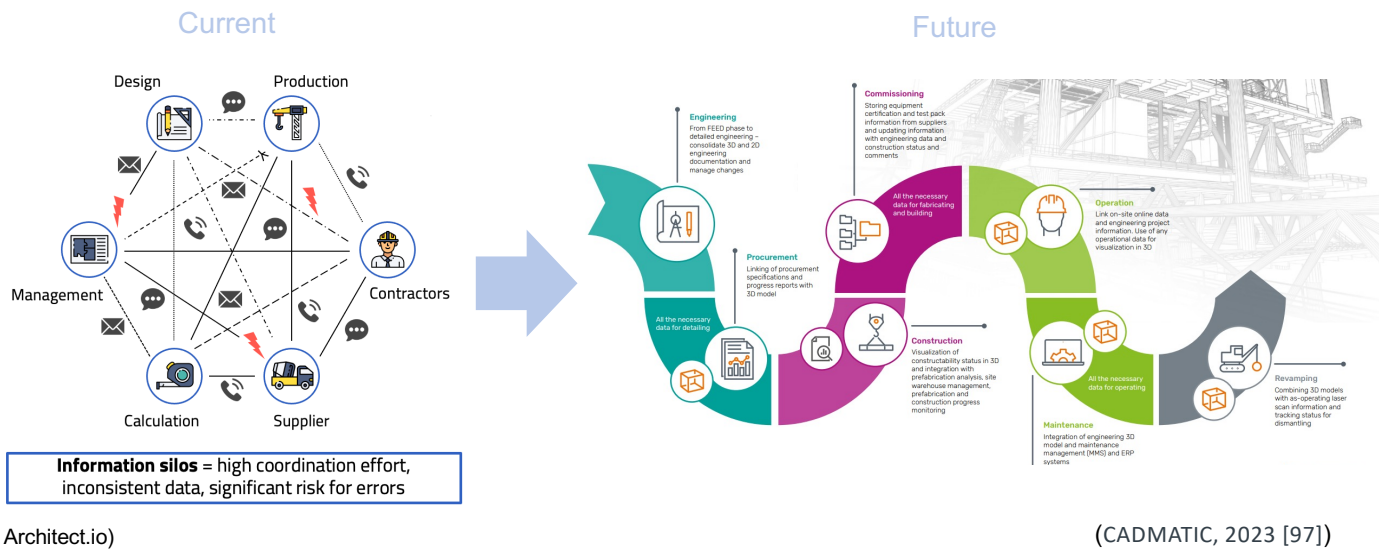 Current
Future
Design
Production
Management
Contractors
Calculation
Supplier
Information silos = high coordination effort,
inconsistent data, significant risk for errors
Architect.io)
Engineering
From FEED phase to
detailed engineering –
consolidate 3D and 2D
engineering
documentation and
manage changes
Procurement
Linking of procurement
specifications and
progress reports with
3D model
All the necessary
data for detailing
Commissioning
Storing equipment
certification and test pack
information from suppliers
and updating information
with engineering data and
construction status and
comments
All the necessary
data for fabricating
and building
Construction
Visualization of
constructability status in 3D
and integration with
prefabrication analysis, site
warehouse management,
prefabrication and
construction progress
monitoring
Operation
Link on-site online data
and engineering project
information. Use of any
operational data for
visualization in 3D
All the necessary
data for operating
Maintenance
Integration of engineering 3D
model and maintenance
management (MMS) and ERP
systems
Revamping
Combining 3D models
with as-operating laser
scan information and
tracking status for
dismantling
(CADMATIC, 2023 [97])